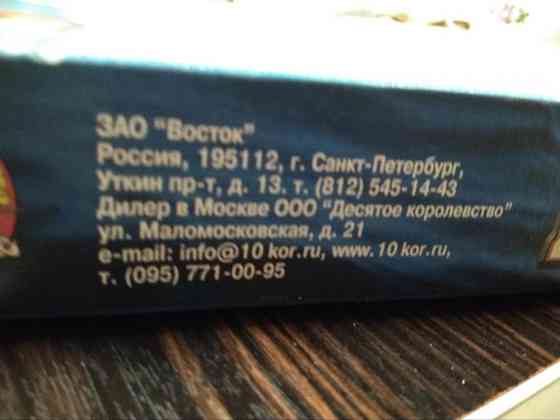 ЗАО "Восток"
Россия, 195112, г. Санкт-Петербург,
Уткин пр-т, д. 13. т. (812) 545-14-43
Дилер в Москве ООО "Десятое королевство"
ул. Маломосковская, д. 21
e-mail: info@10 kor.ru, www.10 kor.ru,
т. (095) 771-00-95